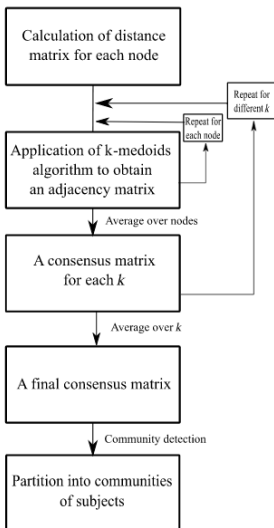 Calculation of distance
matrix for each node
Repeat for
different k
Repeat for
each node
Application of k-medoids
algorithm to obtain
an adjacency matrix
Average over nodes
A consensus matrix
for each k
Average over k
A final consensus matrix
Community detection
Partition into communities
of subjects